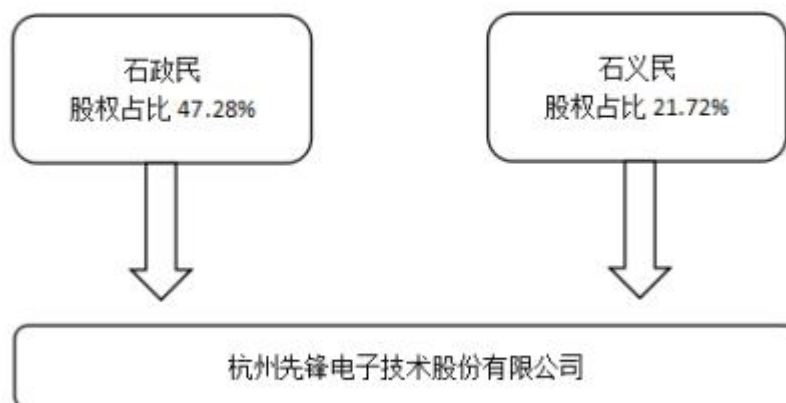 石政民
股权占比 47.28%
石义民
股权占比 21.72%
杭州先锋电子技术股份有限公司